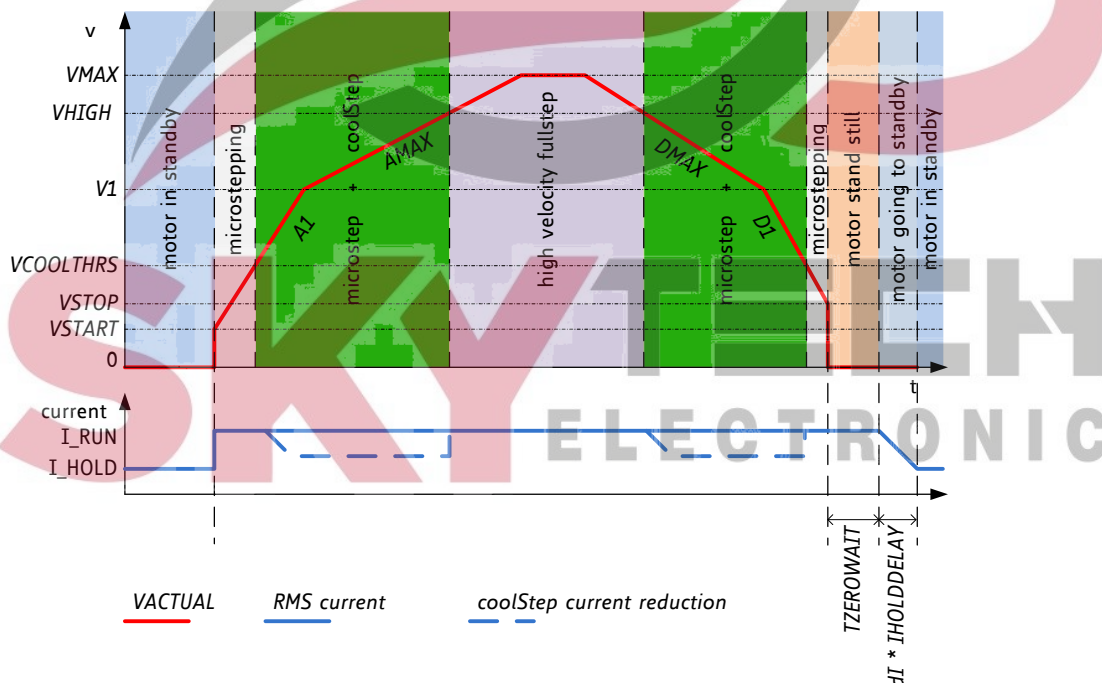 v
VMAX
VHIGH
V1
VCOOLTHRS
VSTOP
VSTART
0
motor in standby
microstepping
microstep + coolStep
high velocity fullstep
microstep + coolStep
microstepping
motor stand still
motor going to standby
motor in standby
A1
AMAX
DMAX
D1
t
SKYTECH
ELECTRONIC
current
I_RUN
I_HOLD
TZEROWAIT
dI * IHOLDDELAY
VACTUAL
RMS current
coolStep current reduction